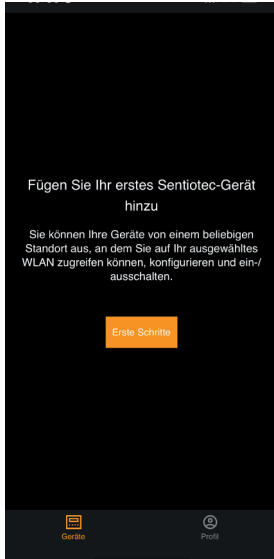 Fügen Sie Ihr erstes Sentiotec-Gerät
hinzu
Sie können Ihre Geräte von einem beliebigen
Standort aus, an dem Sie auf Ihr ausgewähltes
WLAN zugreifen können, konfigurieren und ein-/
ausschalten.
Erste Schritte
Geräte
Profil